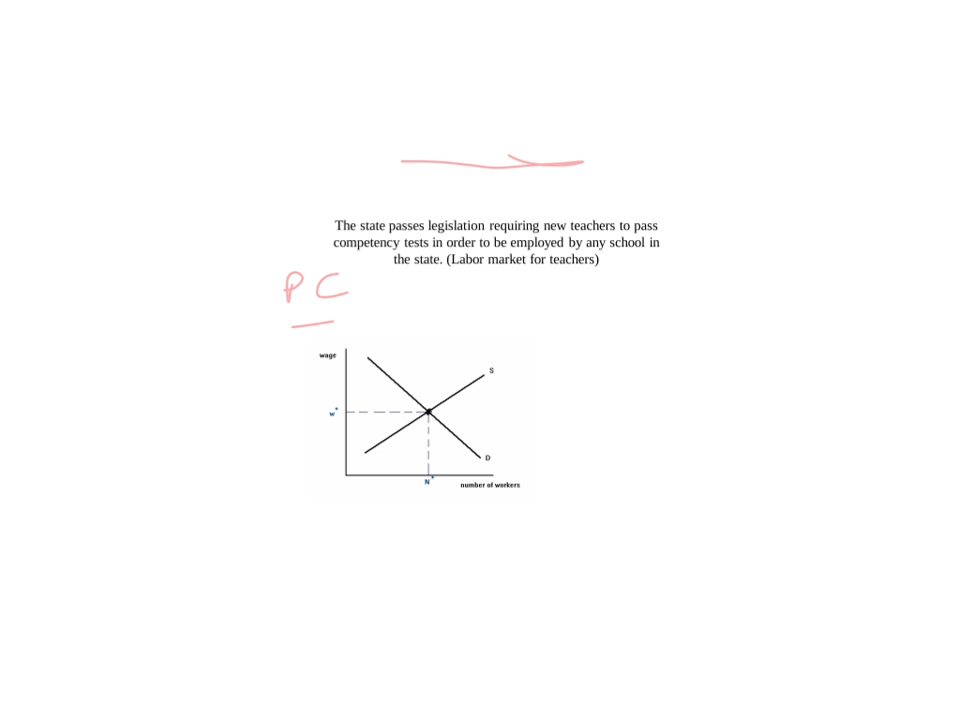 The state passes legislation requiring new teachers to pass
competency tests in order to be employed by any school in
the state. (Labor market for teachers)
PC
wage
S
w*
D
N*
number of workers